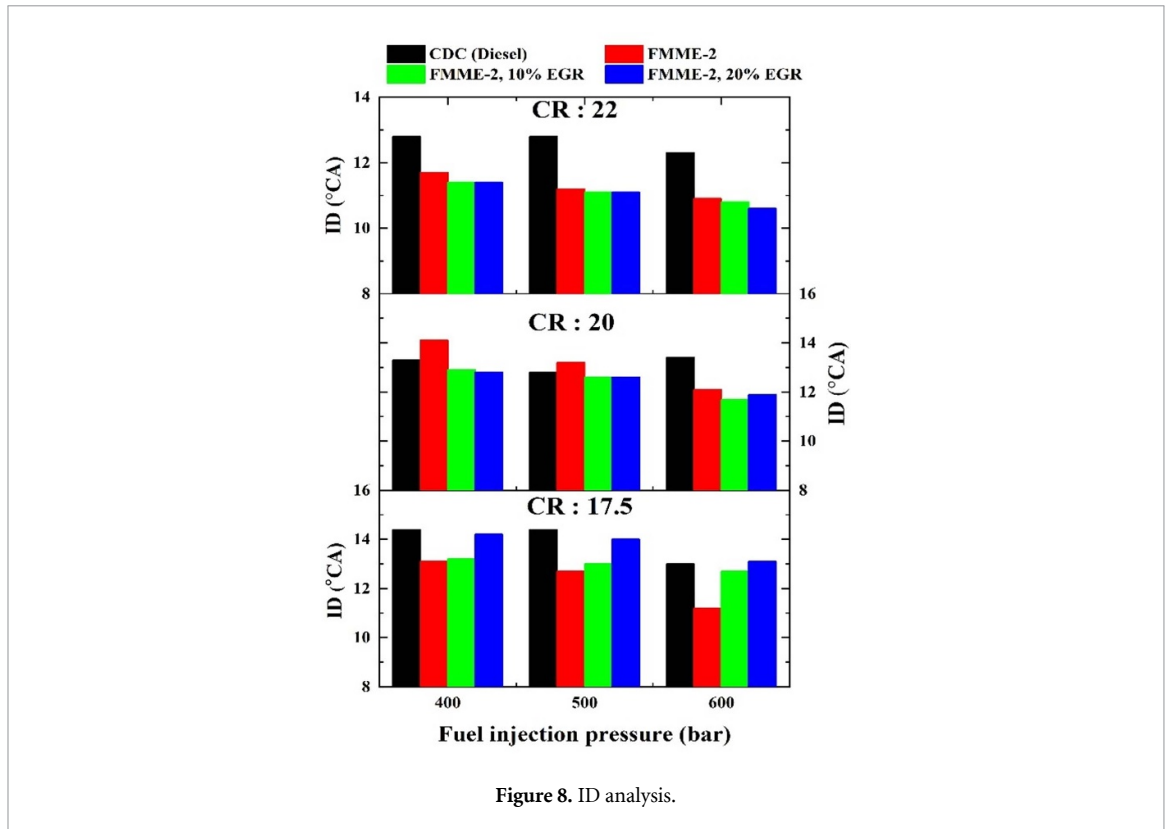 CDC (Diesel) FMME-2
FMME-2, 10% EGR FMME-2, 20% EGR
14
CR : 22
12
ID (°CA)
10
8 16
CR : 20
14
12
ID (°CA)
10
16 8
CR : 17.5
14
ID (°CA)
12
10
8
400 500 600
Fuel injection pressure (bar)
Figure 8. ID analysis.